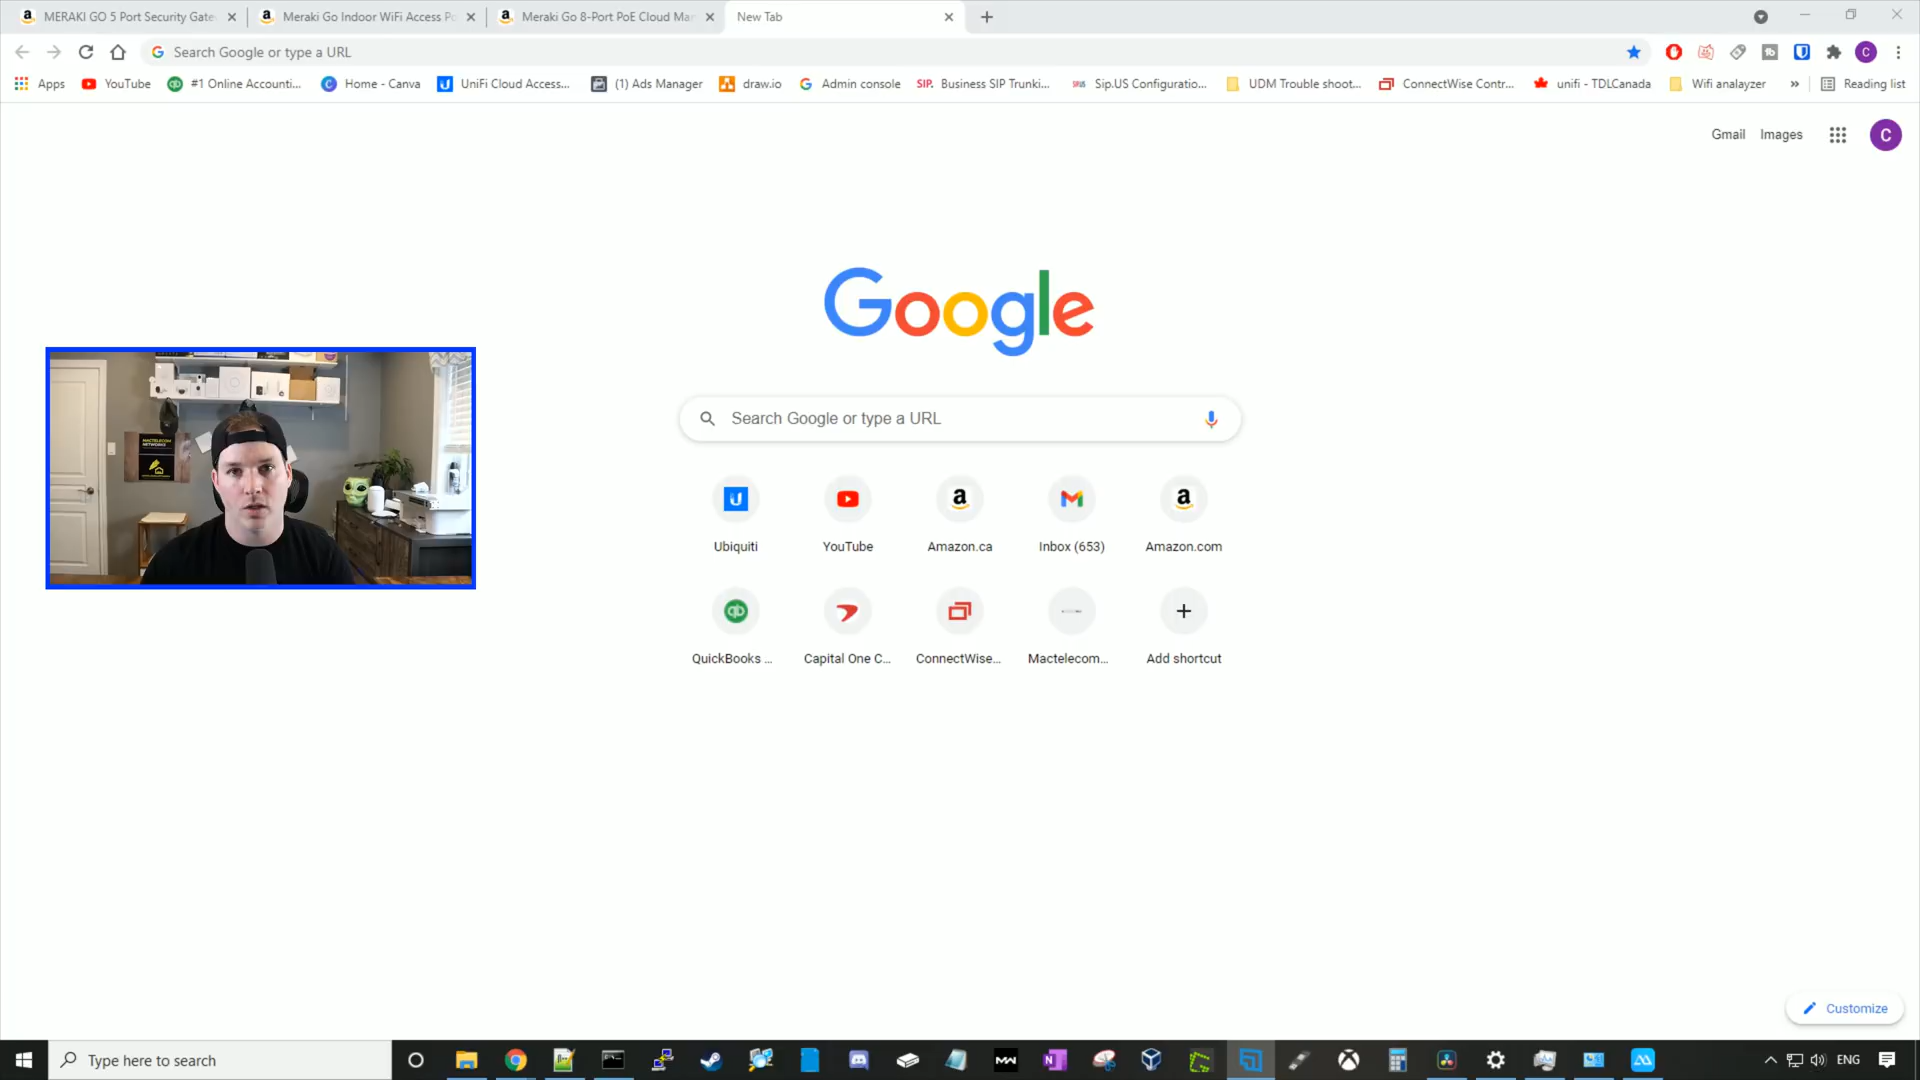 MERAKI GO 5 Port Security Gate
Meraki Go Indoor WiFi Access Po
Meraki Go 8-Port PoE Cloud Man
New Tab
Search Google or type a URL
Apps
YouTube
#1 Online Accounti...
Home - Canva
UniFi Cloud Access...
(1) Ads Manager
draw.io
Admin console
SIP. Business SIP Trunki...
Sip.US Configuratio...
UDM Trouble shoot...
ConnectWise Contr...
unifi - TDLCanada
Wifi analayzer
»
Reading list
Gmail
Images
C
Google
Search Google or type a URL
MACTELECOM
NETWORKS
Ubiquiti
YouTube
Amazon.ca
Inbox (653)
Amazon.com
QuickBooks ...
Capital One C...
ConnectWise...
Mactelecom...
Add shortcut
Customize
Type here to search
ENG